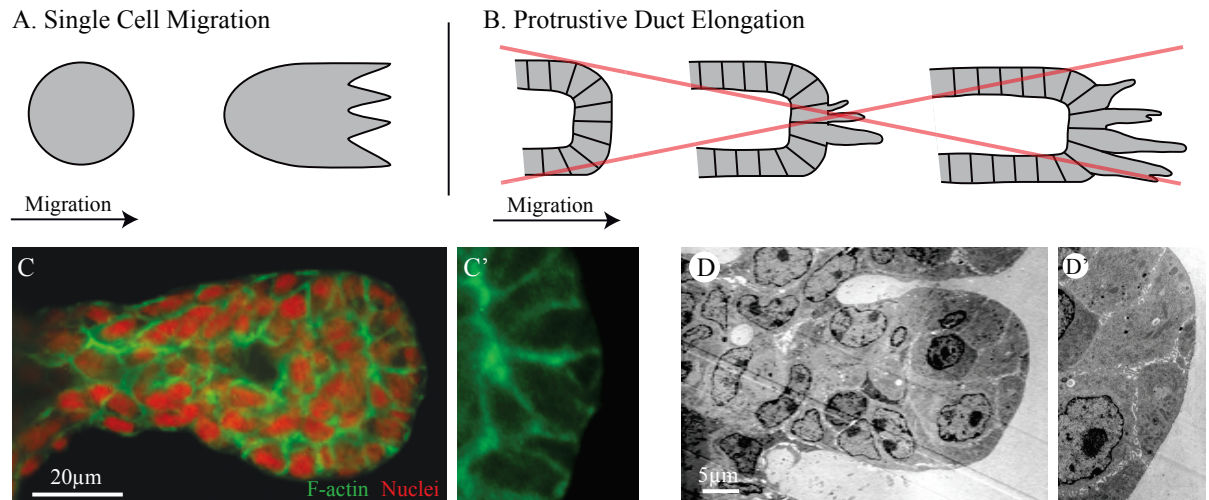 A. Single Cell Migration
B. Protrustive Duct Elongation
Migration
Migration
C
C'
D
D'
20µm
F-actin Nuclei
5µm